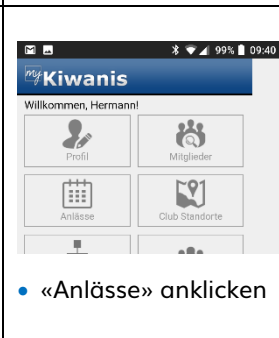 99% 09:40
myKiwanis
Willkommen, Hermann!
Profil Mitglieder
Anlässe Club Standorte
• «Anlässe» anklicken